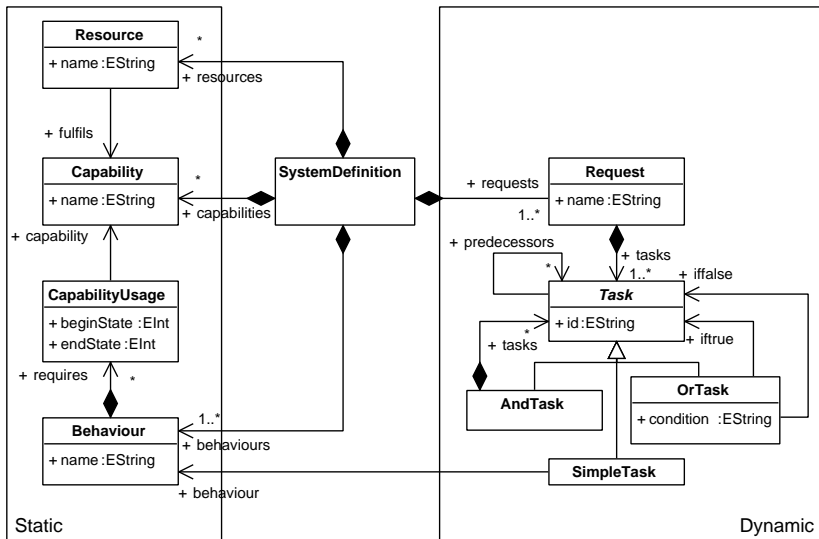 Resource
+ name :EString
*
+ resources
+ fulfils
Capability
+ name :EString
*
+ capabilities
SystemDefinition
+ requests
1..*
Request
+ name :EString
+ capability
+ predecessors
*
+ tasks
1..*
+ iffalse
CapabilityUsage
+ beginState :EInt
+ endState :EInt
Task
+ id :EString
*
+ tasks
+ iftrue
+ requires
*
AndTask
OrTask
+ condition :EString
Behaviour
+ name :EString
1..*
+ behaviours
+ behaviour
SimpleTask
Static
Dynamic